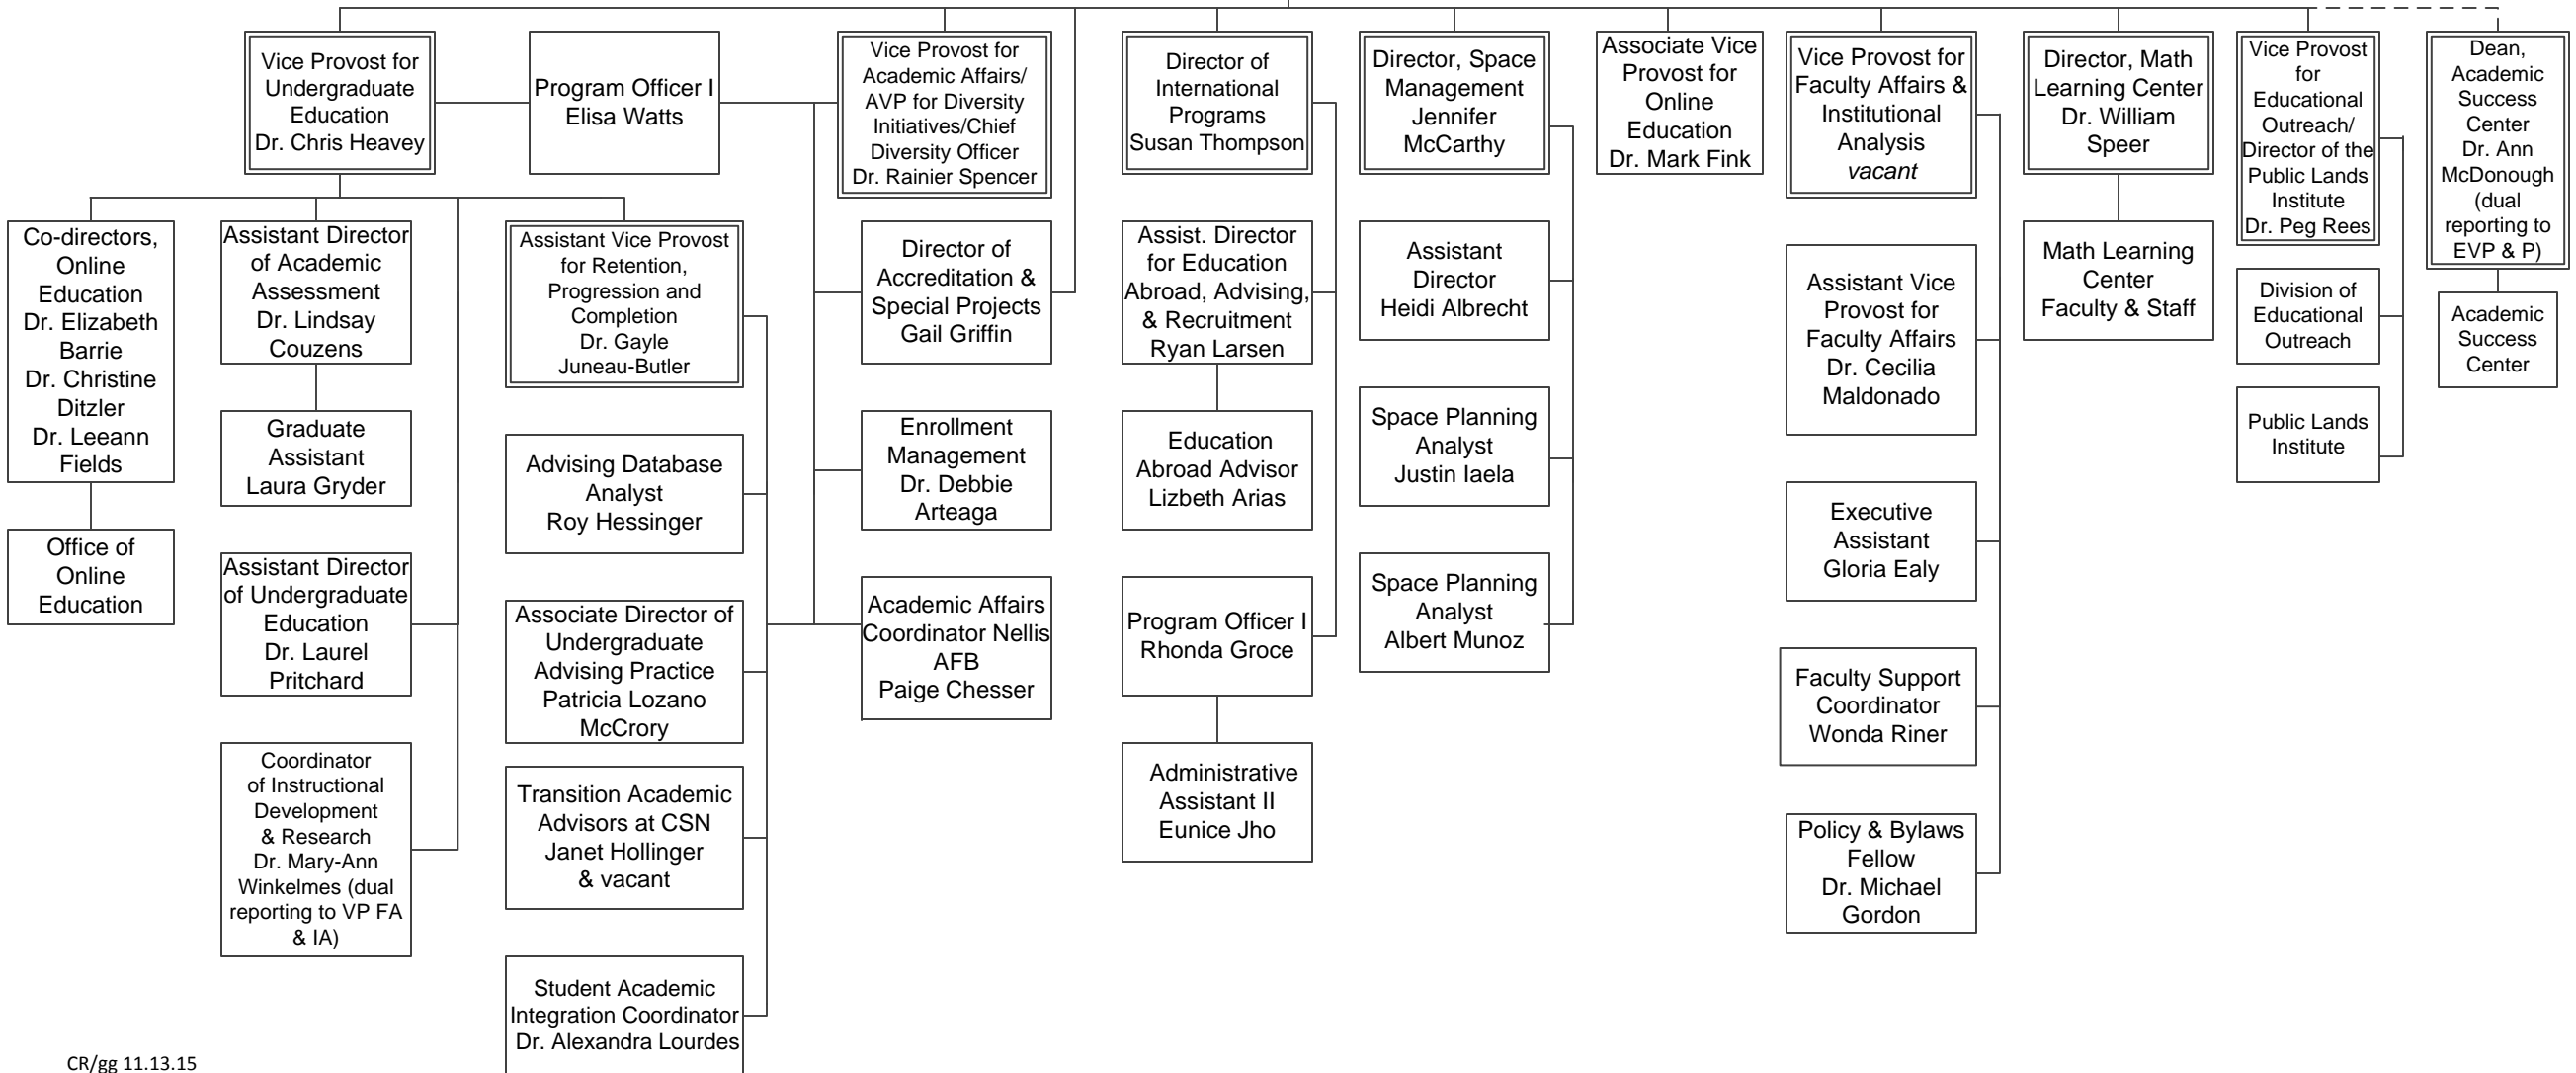 Vice Provost for
Undergraduate
Education
Dr. Chris Heavey
Program Officer I
Elisa Watts
Vice Provost for
Academic Affairs/
AVP for Diversity
Initiatives/Chief
Diversity Officer
Dr. Rainier Spencer
Director of
International
Programs
Susan Thompson
Director, Space
Management
Jennifer
McCarthy
Associate Vice
Provost for
Online
Education
Dr. Mark Fink
Vice Provost for
Faculty Affairs &
Institutional
Analysis
vacant
Director, Math
Learning Center
Dr. William
Speer
Vice Provost
for
Educational
Outreach/
Director of the
Public Lands
Institute
Dr. Peg Rees
Dean,
Academic
Success
Center
Dr. Ann
McDonough
(dual
reporting to
EVP & P)
Co-directors,
Online
Education
Dr. Elizabeth
Barrie
Dr. Christine
Ditzler
Dr. Leeann
Fields
Office of
Online
Education
Assistant Director
of Academic
Assessment
Dr. Lindsay
Couzens
Graduate
Assistant
Laura Gryder
Assistant Director
of Undergraduate
Education
Dr. Laurel
Pritchard
Coordinator
of Instructional
Development
& Research
Dr. Mary-Ann
Winkelmes (dual
reporting to VP FA
& IA)
Assistant Vice Provost
for Retention,
Progression and
Completion
Dr. Gayle
Juneau-Butler
Advising Database
Analyst
Roy Hessinger
Associate Director of
Undergraduate
Advising Practice
Patricia Lozano
McCrory
Transition Academic
Advisors at CSN
Janet Hollinger
& vacant
Student Academic
Integration Coordinator
Dr. Alexandra Lourdes
Director of
Accreditation &
Special Projects
Gail Griffin
Enrollment
Management
Dr. Debbie
Arteaga
Academic Affairs
Coordinator Nellis
AFB
Paige Chesser
Assist. Director
for Education
Abroad, Advising,
& Recruitment
Ryan Larsen
Education
Abroad Advisor
Lizbeth Arias
Program Officer I
Rhonda Groce
Administrative
Assistant II
Eunice Jho
Assistant
Director
Heidi Albrecht
Space Planning
Analyst
Justin Iaela
Space Planning
Analyst
Albert Munoz
Assistant Vice
Provost for
Faculty Affairs
Dr. Cecilia
Maldonado
Executive
Assistant
Gloria Ealy
Faculty Support
Coordinator
Wonda Riner
Policy & Bylaws
Fellow
Dr. Michael
Gordon
Math Learning
Center
Faculty & Staff
Division of
Educational
Outreach
Public Lands
Institute
Academic
Success
Center
CR/gg 11.13.15